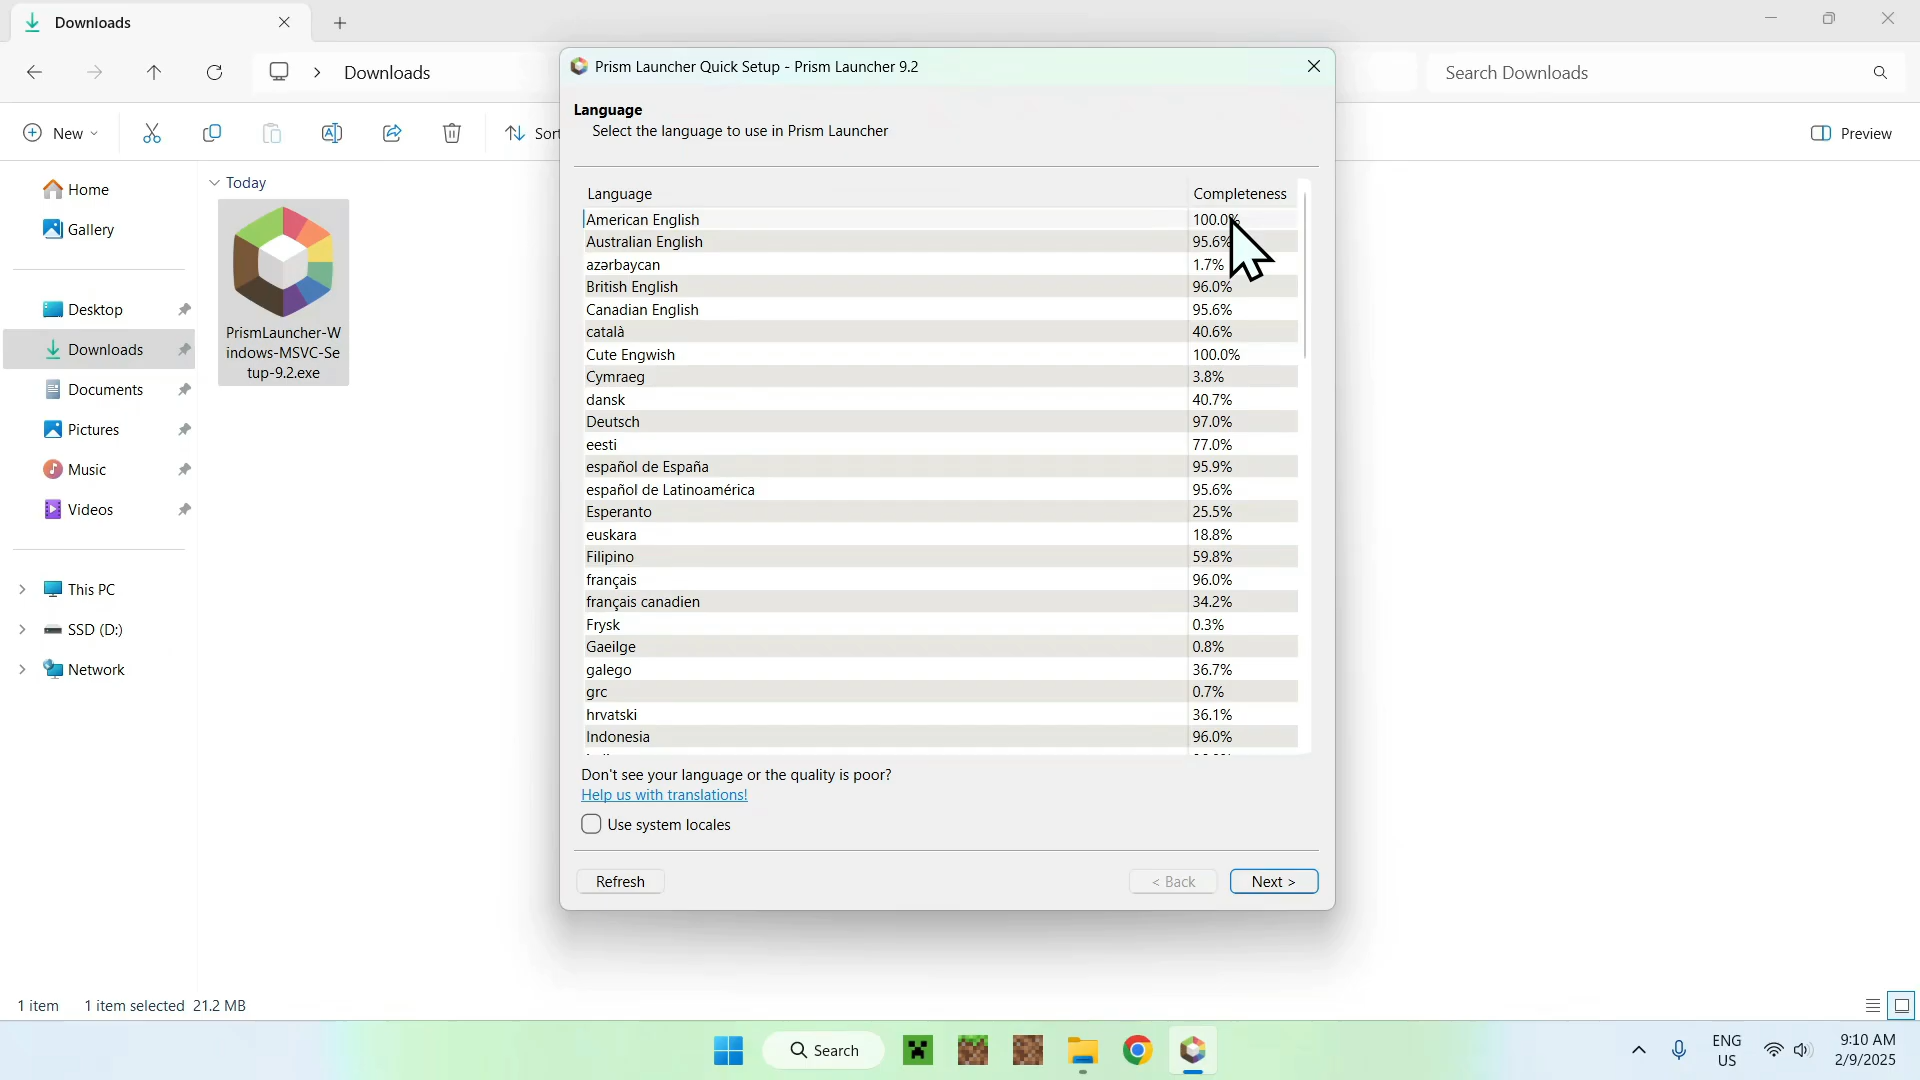 Downloads
Downloads
Search Downloads
New
Sort
Preview
Prism Launcher Quick Setup - Prism Launcher 9.2
Language
Select the language to use in Prism Launcher
Home
Gallery
Desktop
Downloads
Documents
Pictures
Music
Videos
This PC
SSD (D:)
Network
Today
PrismLauncher-W
indows-MSVC-Se
tup-9.2.exe
Language Completeness
American English 100.0%
Australian English 95.6%
azərbaycan 1.7%
British English 96.0%
Canadian English 95.6%
català 40.6%
Cute Engwish 100.0%
Cymraeg 3.8%
dansk 40.7%
Deutsch 97.0%
eesti 77.0%
español de España 95.9%
español de Latinoamérica 95.6%
Esperanto 25.5%
euskara 18.8%
Filipino 59.8%
français 96.0%
français canadien 34.2%
Frysk 0.3%
Gaeilge 0.8%
galego 36.7%
grc 0.7%
hrvatski 36.1%
Indonesia 96.0%
Don't see your language or the quality is poor?
Help us with translations!
Use system locales
Refresh
< Back
Next >
1 item 1 item selected 21.2 MB
Search
ENG
US
9:10 AM
2/9/2025